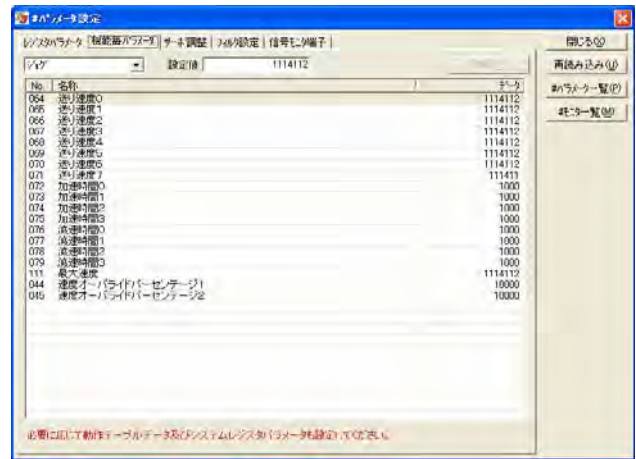 #パラメータ設定
レジスタパラメータ 機能毎パラメータ サーチ調整 フィルタ設定 信号モニタ端子
閉じる(X)
ジョグ 設定値 1114112
再読み込み(U)
No. 名称 データ
#パラメーター覧(P)
064 送り速度0 1114112
065 送り速度1 1114112
#モニター覧(M)
066 送り速度2 1114112
067 送り速度3 1114112
068 送り速度4 1114112
069 送り速度5 1114112
070 送り速度6 1114112
071 送り速度7 111411
072 加速時間0 1000
073 加速時間1 1000
074 加速時間2 1000
075 加速時間3 1000
076 減速時間0 1000
077 減速時間1 1000
078 減速時間2 1000
079 減速時間3 1000
111 最大速度 1114112
044 速度オーバライドパーセンテージ1 10000
045 速度オーバライドパーセンテージ2 10000
必要に応じて動作テーブルデータ及びシステムレジスタパラメータも設定してください。